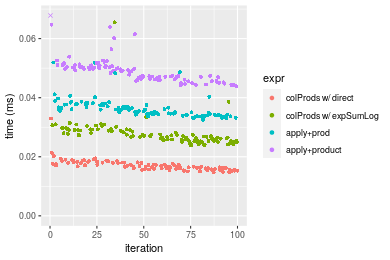 0.06
0.04
0.02
0.00
time (ms)
0
25
50
75
100
iteration
expr
colProds w/ direct
colProds w/ expSumLog
apply+prod
apply+product